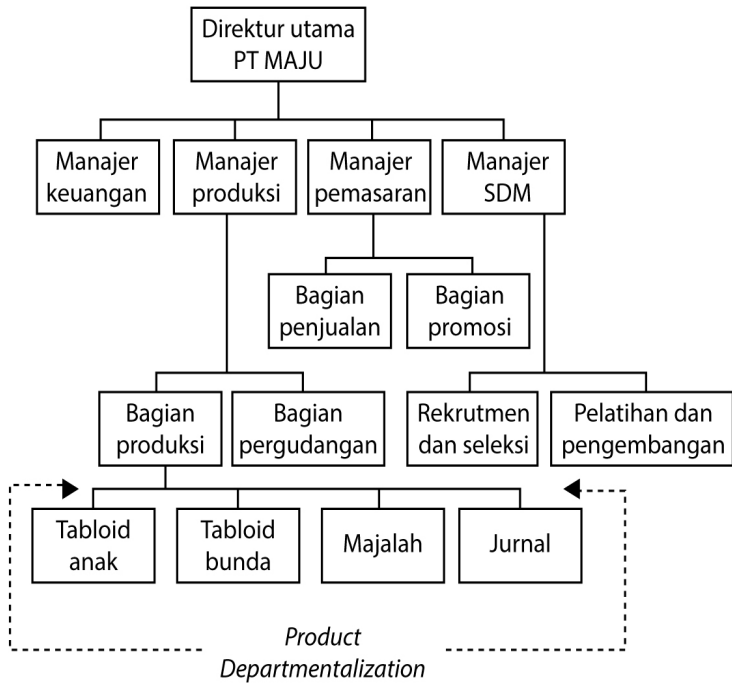 Direktur utama
PT MAJU
Manajer
keuangan
Manajer
produksi
Manajer
pemasaran
Manajer
SDM
Bagian
penjualan
Bagian
promosi
Bagian
produksi
Bagian
pergudangan
Rekrutmen
dan seleksi
Pelatihan dan
pengembangan
Tabloid
anak
Tabloid
bunda
Majalah
Jurnal
Product
Departmentalization